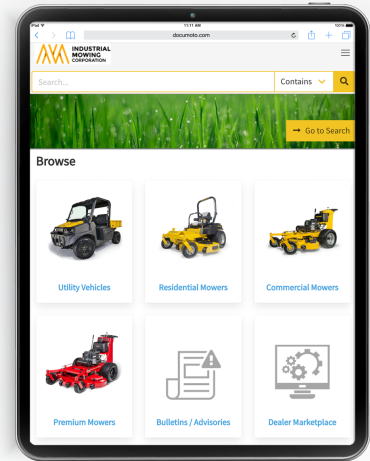 iPad
11:11 AM
100%
documoto.com
INDUSTRIAL
MOWING
CORPORATION
Search...
Contains
→ Go to Search
Browse
Utility Vehicles
Residential Mowers
Commercial Mowers
Premium Mowers
Bulletins / Advisories
Dealer Marketplace